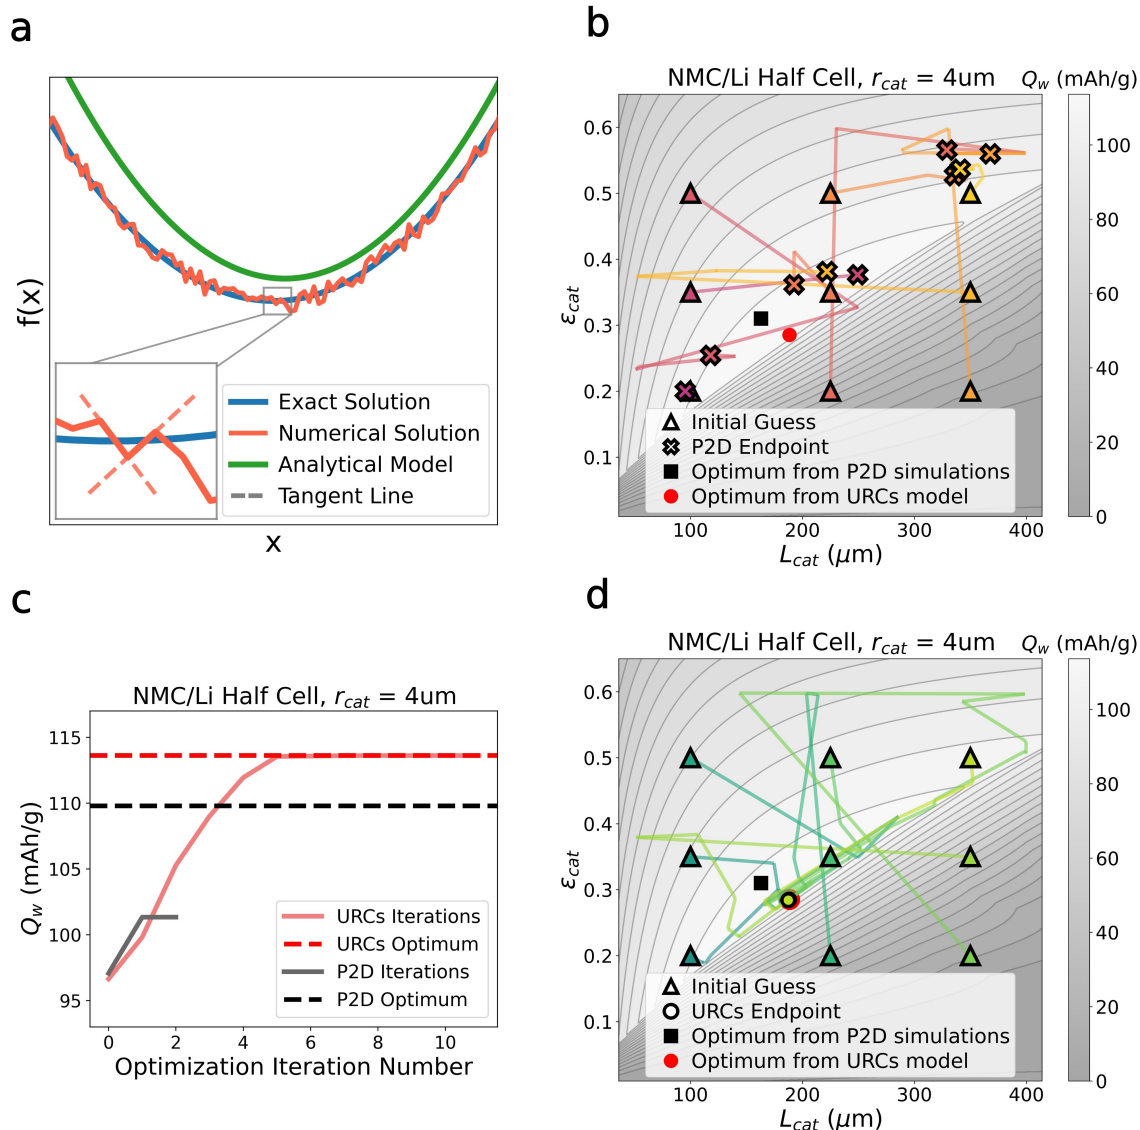 a
f(x)
x
Exact Solution
Numerical Solution
Analytical Model
Tangent Line
b
NMC/Li Half Cell, r_cat = 4um
Q_w (mAh/g)
0.6
0.5
0.4
0.3
0.2
0.1
ε_cat
100
200
300
400
L_cat (μm)
100
80
60
40
20
0
Initial Guess
P2D Endpoint
Optimum from P2D simulations
Optimum from URCs model
c
NMC/Li Half Cell, r_cat = 4um
115
110
105
100
95
Q_w (mAh/g)
0
2
4
6
8
10
Optimization Iteration Number
URCs Iterations
URCs Optimum
P2D Iterations
P2D Optimum
d
NMC/Li Half Cell, r_cat = 4um
Q_w (mAh/g)
0.6
0.5
0.4
0.3
0.2
0.1
ε_cat
100
200
300
400
L_cat (μm)
100
80
60
40
20
0
Initial Guess
URCs Endpoint
Optimum from P2D simulations
Optimum from URCs model